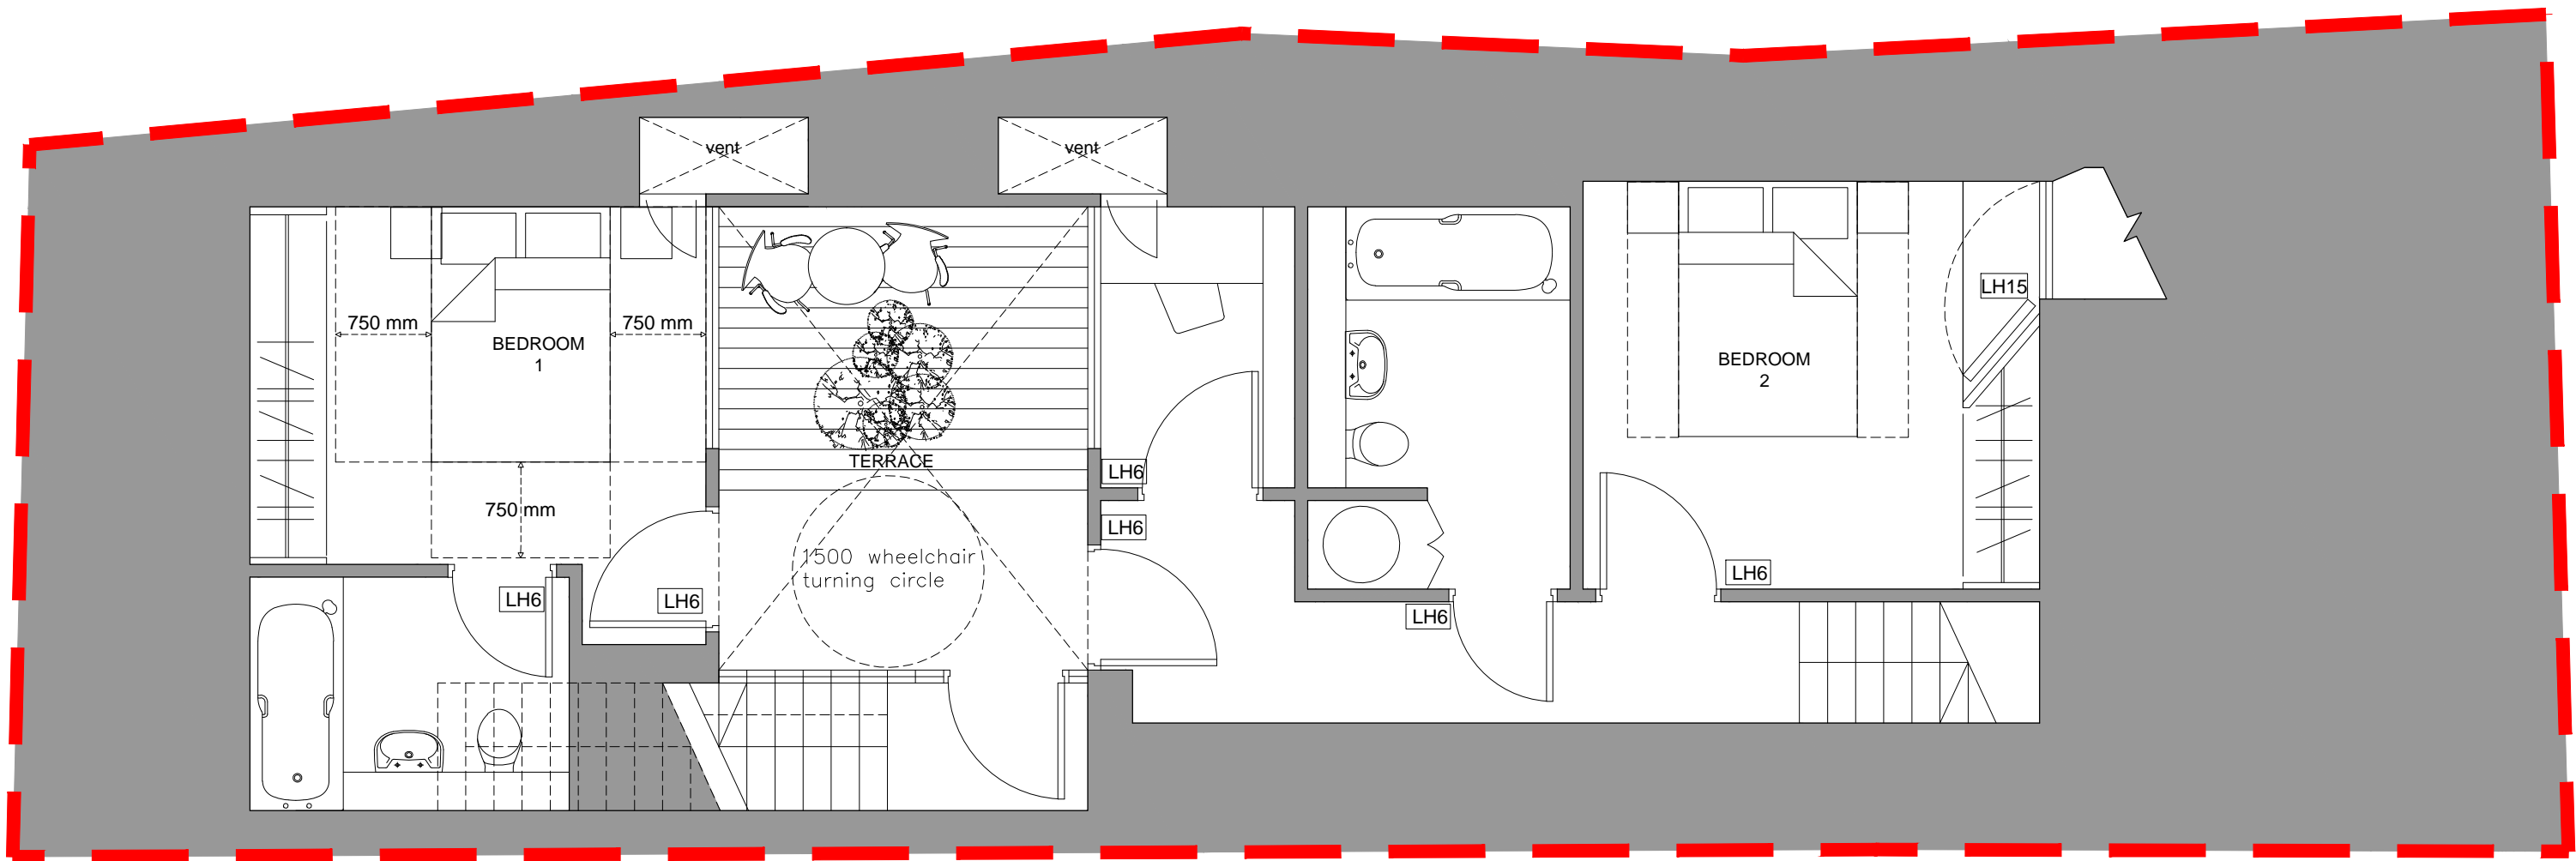 vent
vent
LH15
750 mm
750 mm
BEDROOM
1
BEDROOM
2
TERRACE
LH6
750 mm
LH6
1500 wheelchair
turning circle
LH6
LH6
LH6
LH6